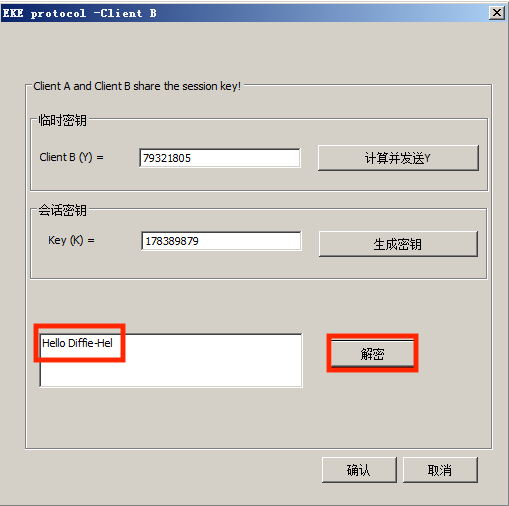 EKE protocol -Client B
Client A and Client B share the session key!
临时密钥
Client B (Y) = 79321805 计算并发送Y
会话密钥
Key (K) = 178389879 生成密钥
Hello Diffie-Hel 解密
确认 取消